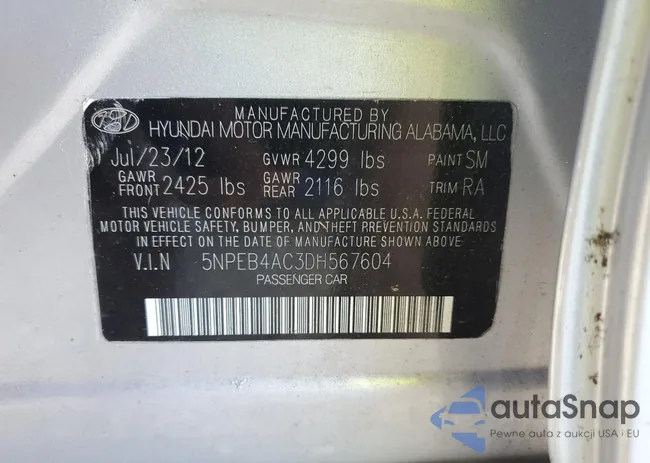 MANUFACTURED BY
HYUNDAI MOTOR MANUFACTURING ALABAMA, LLC
Jul/23/12 GVWR 4299 lbs PAINT SM
GAWR FRONT 2425 lbs GAWR REAR 2116 lbs TRIM RA
THIS VEHICLE CONFORMS TO ALL APPLICABLE U.S.A. FEDERAL
MOTOR VEHICLE SAFETY, BUMPER, AND THEFT PREVENTION STANDARDS
IN EFFECT ON THE DATE OF MANUFACTURE SHOWN ABOVE.
V.I.N 5NPEB4AC3DH567604
PASSENGER CAR
autaSnap
Pewne auta z aukcji USA i EU